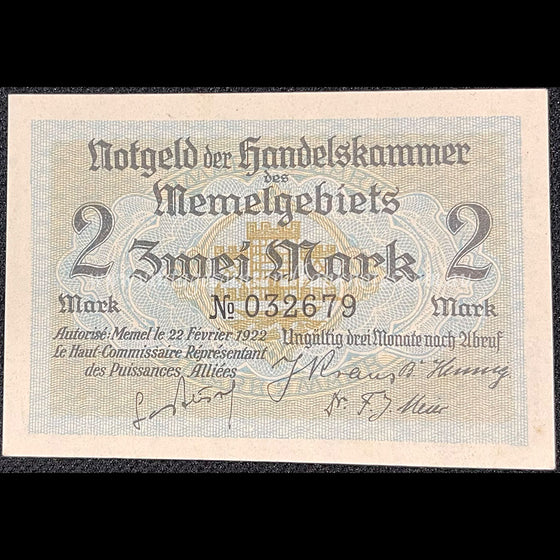 Notgeld der Handelskammer
des
Memelgebiets
2 Zwei Mark 2
Mark № 032679 Mark
Autorisé: Memel le 22 Février 1922
Le Haut-Commissaire Représentant
des Puissances Alliées
Ungültig drei Monate nach Abruf
J Kraus